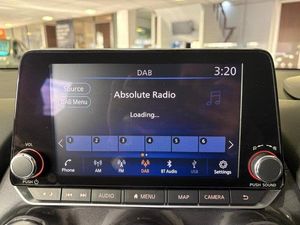 DAB
3:20
Source
DAB Menu
Absolute Radio
Loading...
1 2 3 4 5 6
Phone AM FM DAB BT Audio USB Settings
VOL
PUSH
PUSH SOUND
AUDIO MENU MAP CAMERA